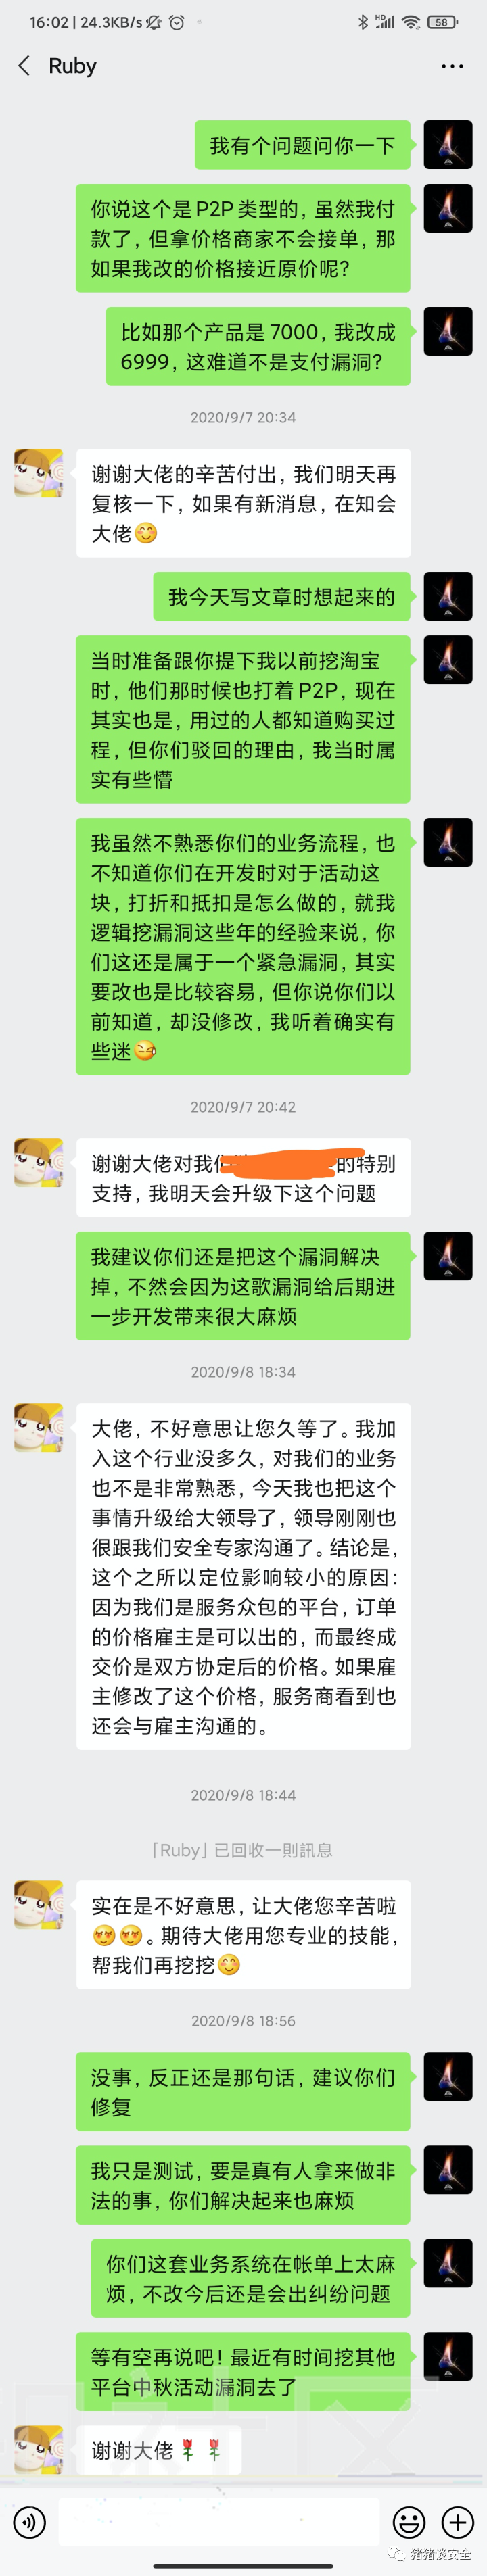 16:02 | 24.3KB/s
HD
58
Ruby
我有个问题问你一下
你说这个是P2P类型的，虽然我付
款了，但拿价格商家不会接单，那
如果我改的价格接近原价呢？
比如那个产品是7000，我改成
6999，这难道不是支付漏洞？
2020/9/7 20:34
谢谢大佬的辛苦付出，我们明天再
复核一下，如果有新消息，在知会
大佬😊
我今天写文章时想起来的
当时准备跟你提下我以前挖淘宝
时，他们那时候也打着P2P，现在
其实也是，用过的人都知道购买过
程，但你们驳回的理由，我当时属
实有些懵
我虽然不熟悉你们的业务流程，也
不知道你们在开发时对于活动这
块，打折和抵扣是怎么做的，就我
逻辑挖漏洞这些年的经验来说，你
们这还是属于一个紧急漏洞，其实
要改也是比较容易，但你说你们以
前知道，却没修改，我听着确实有
些迷
2020/9/7 20:42
谢谢大佬对我们的特别
支持，我明天会升级下这个问题
我建议你们还是把这个漏洞解决
掉，不然会因为这歌漏洞给后期进
一步开发带来很大麻烦
2020/9/8 18:34
大佬，不好意思让您久等了。我加
入这个行业没多久，对我们的业务
也不是非常熟悉，今天我也把这个
事情升级给大领导了，领导刚刚也
很跟我们安全专家沟通了。结论是，
这个之所以定位影响较小的原因：
因为我们是服务众包的平台，订单
的价格雇主是可以出的，而最终成
交价是双方协定后的价格。如果雇
主修改了这个价格，服务商看到也
还会与雇主沟通的。
2020/9/8 18:44
「Ruby」已回收一則訊息
实在是不好意思，让大佬您辛苦啦
😍😍。期待大佬用您专业的技能，
帮我们再挖挖😊
2020/9/8 18:56
没事，反正还是那句话，建议你们
修复
我只是测试，要是真有人拿来做非
法的事，你们解决起来也麻烦
你们这套业务系统在帐单上太麻
烦，不改今后还是会出纠纷问题
等有空再说吧！最近有时间挖其他
平台中秋活动漏洞去了
谢谢大佬🌹🌹
猪猪谈安全